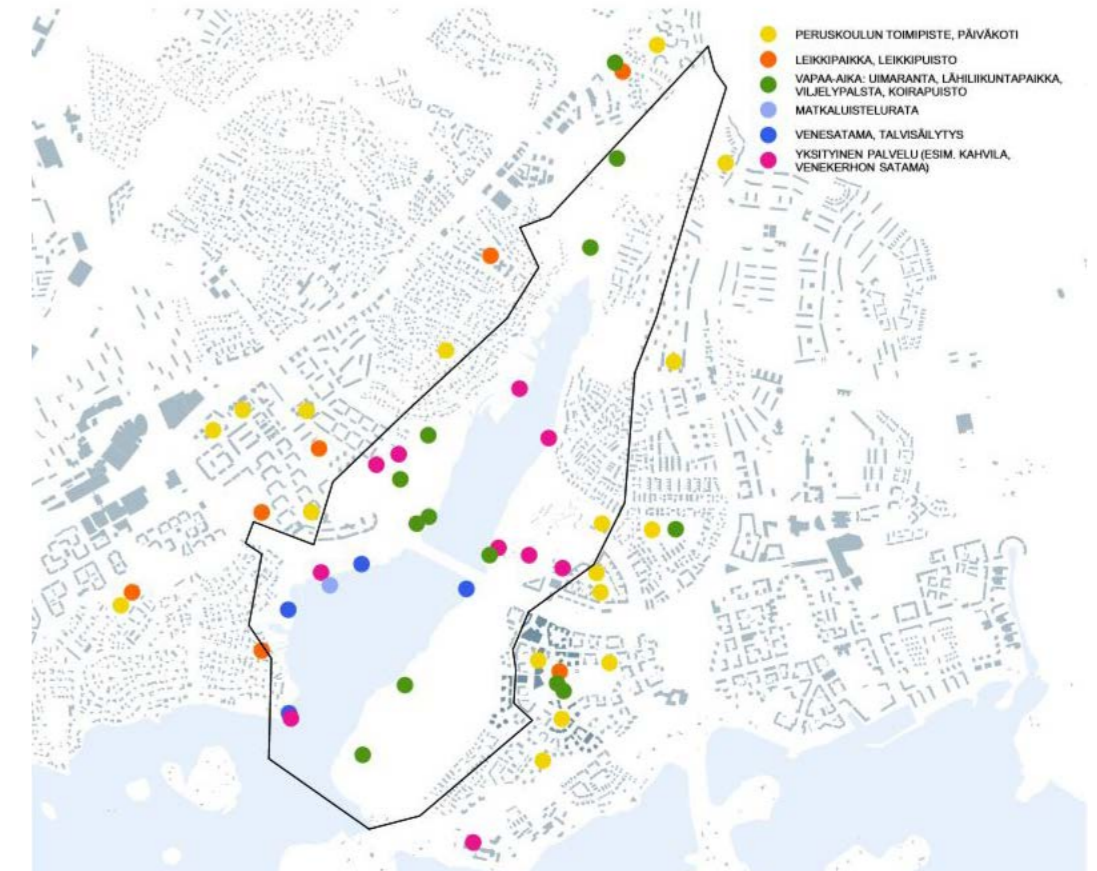 PERUSKOULUN TOIMIPISTE, PÄIVÄKOTI
LEIKKIPAIKKA, LEIKKIPUISTO
VAPAA-AIKA: UIMARANTA, LÄHILIIKUNTAPAIKKA,
VILJELYPALSTA, KOIRAPUISTO
MATKALUISTELURATA
VENESATAMA, TALVISÄILYTYS
YKSITYINEN PALVELU (ESIM. KAHVILA,
VENEKERHON SATAMA)